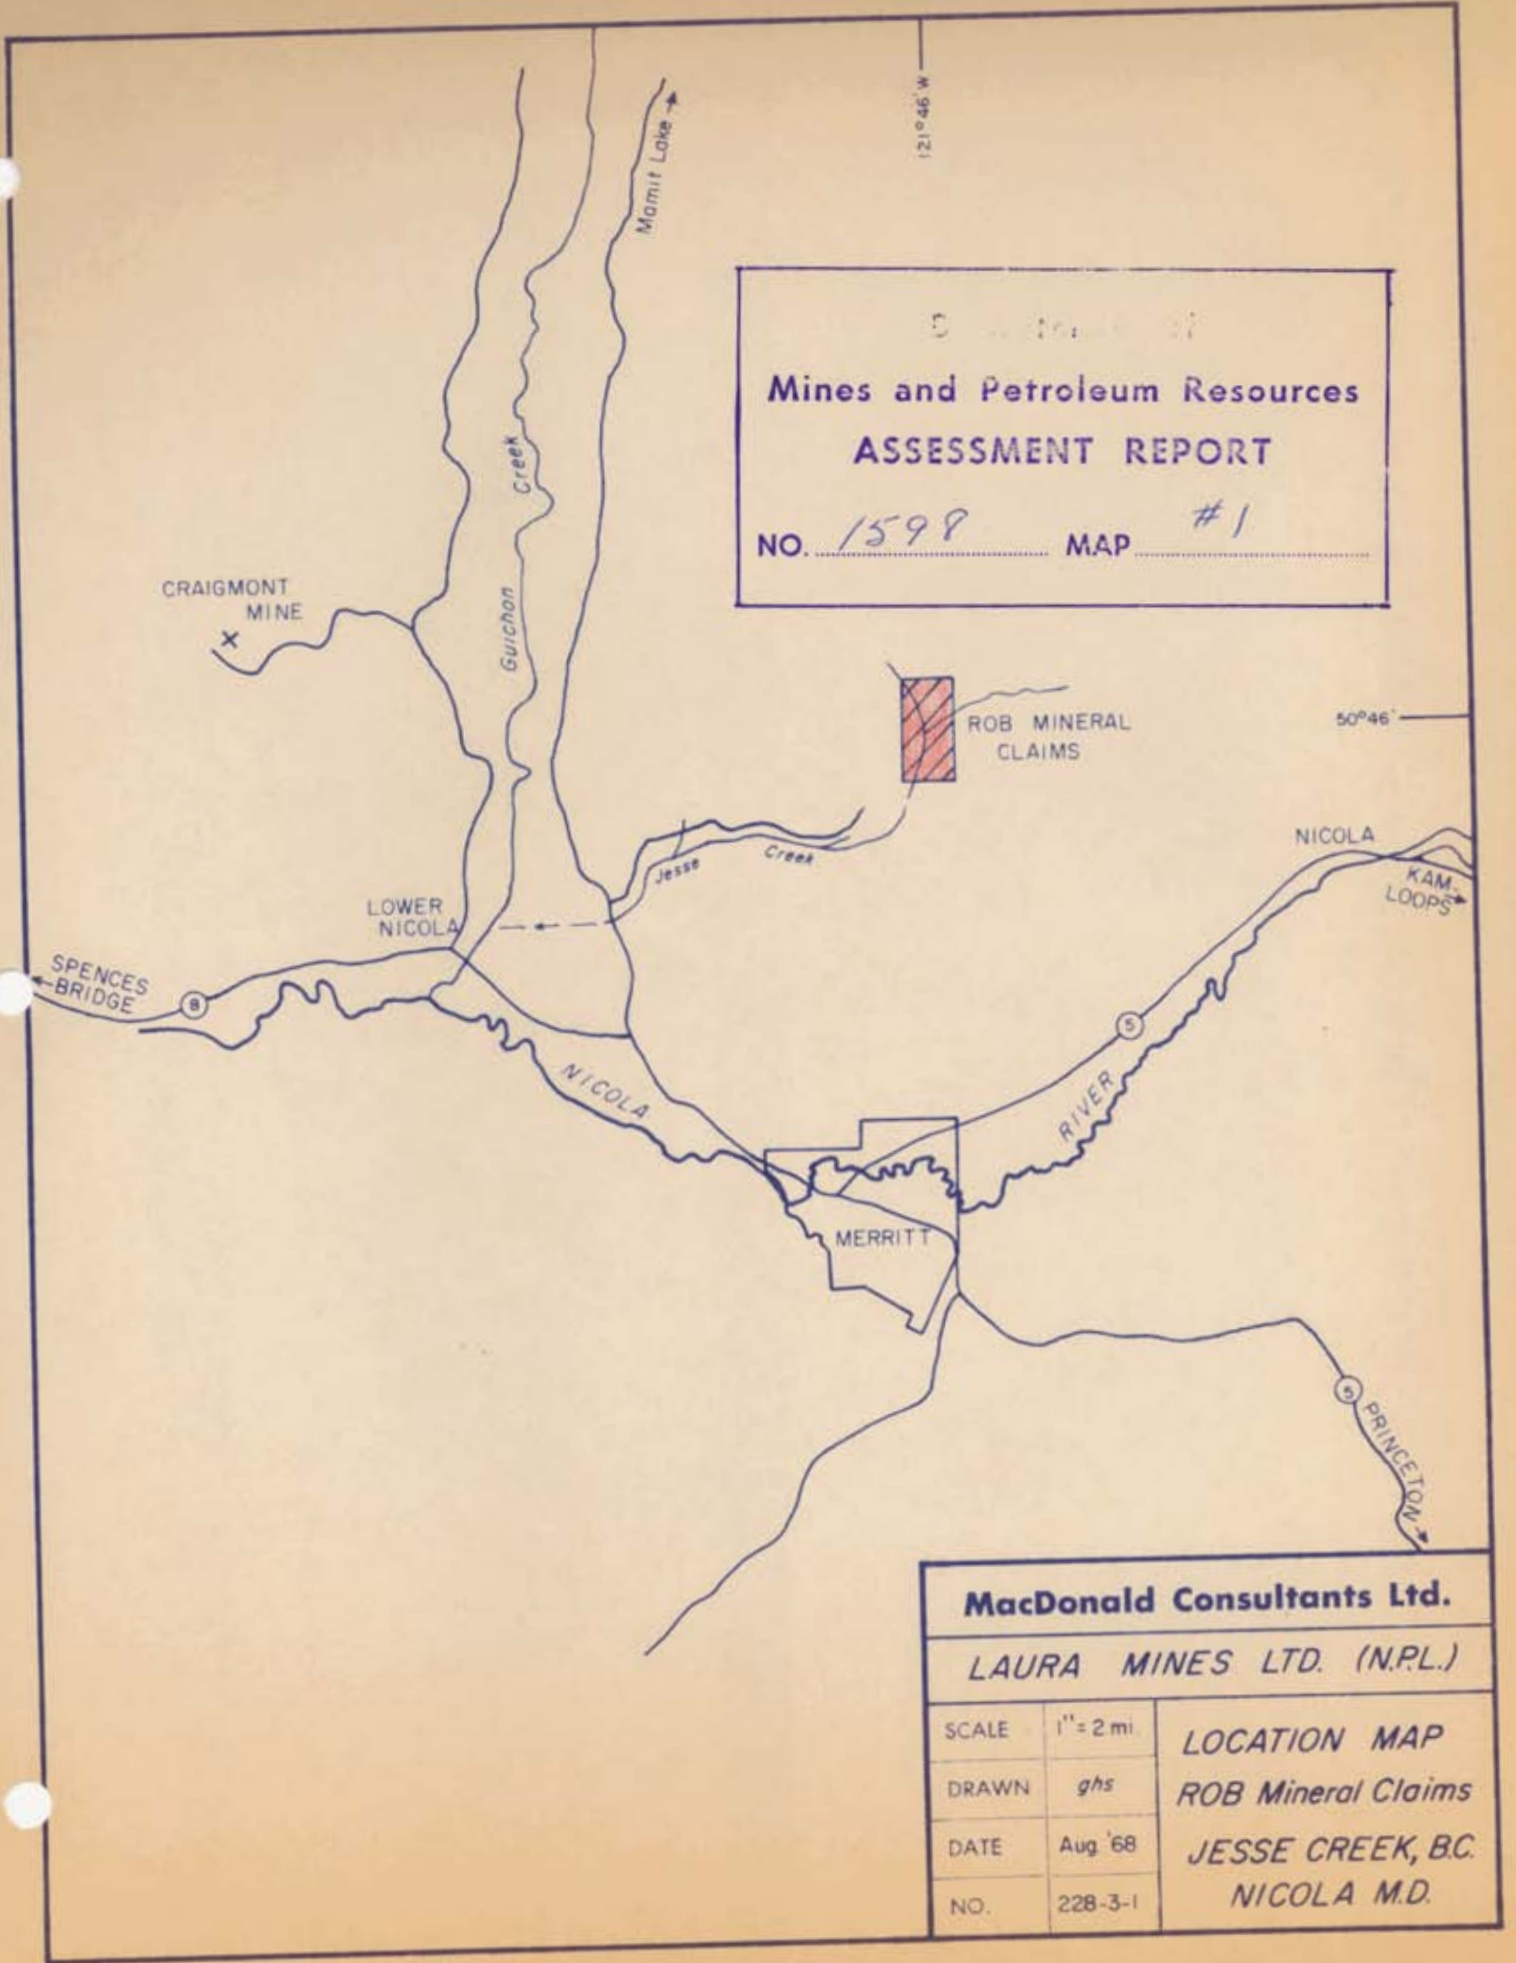 121°46'W
Mamit Lake
Mines and Petroleum Resources
ASSESSMENT REPORT
NO. 1598 MAP #1
Guichon Creek
CRAIGMONT
MINE
ROB MINERAL
CLAIMS
50°46'
NICOLA
KAM-
LOOPS
Jesse Creek
LOWER
NICOLA
SPENCES
BRIDGE
8
5
NICOLA RIVER
MERRITT
5
PRINCETON
MacDonald Consultants Ltd.
LAURA MINES LTD. (N.P.L.)
SCALE 1"=2 mi.
DRAWN ghs
DATE Aug. '68
NO. 228-3-1
LOCATION MAP
ROB Mineral Claims
JESSE CREEK, B.C.
NICOLA M.D.